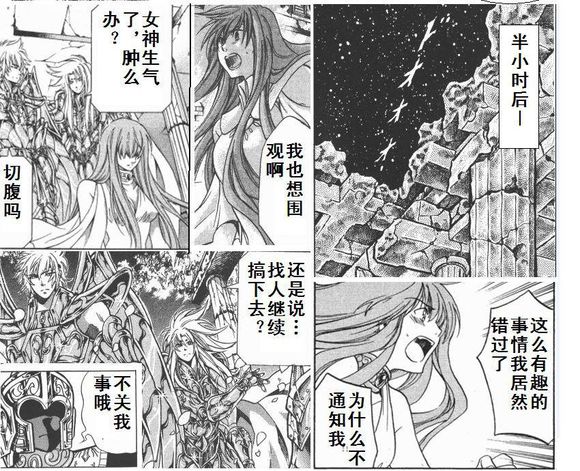 半小时后—
这么有趣的
事情我居然
错过了
为什么不
通知我
我也想围
观啊
女神生气
了，肿么
办？
切腹吗
还是说…
找人继续
搞下去？
不关我
事哦